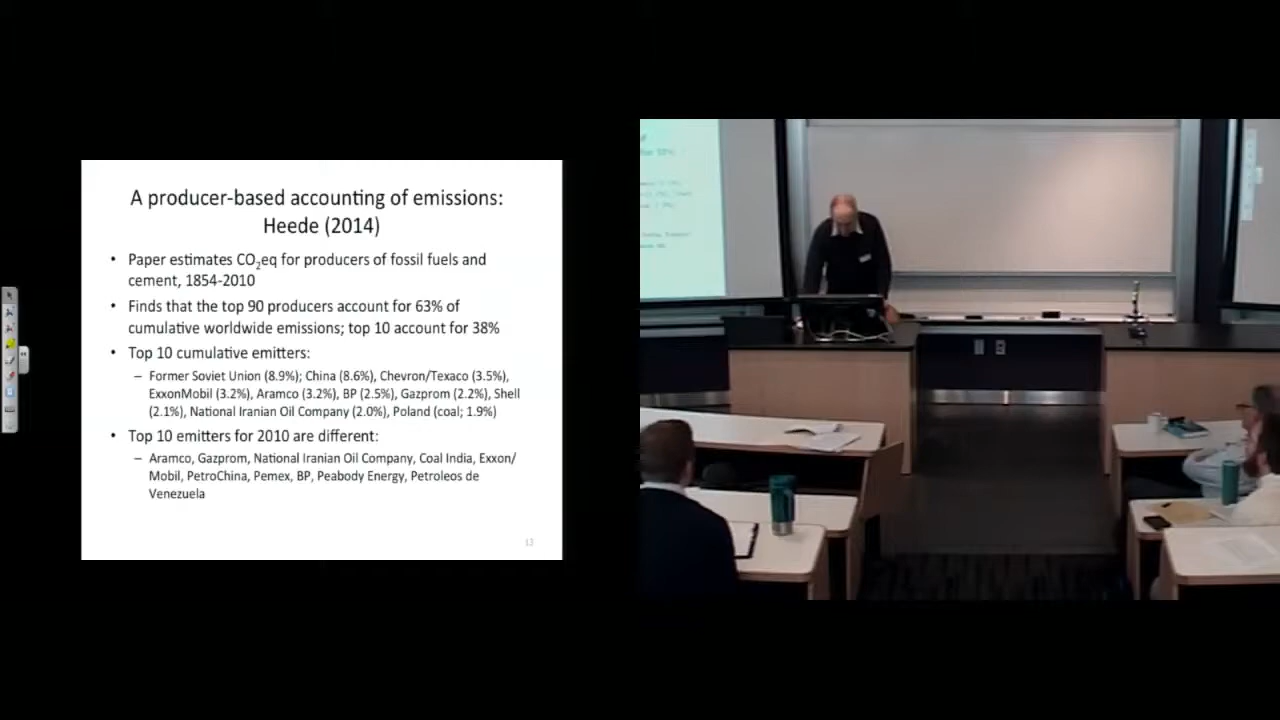 A producer-based accounting of emissions:
Heede (2014)
• Paper estimates CO2eq for producers of fossil fuels and
cement, 1854-2010
• Finds that the top 90 producers account for 63% of
cumulative worldwide emissions; top 10 account for 38%
• Top 10 cumulative emitters:
– Former Soviet Union (8.9%); China (8.6%), Chevron/Texaco (3.5%),
ExxonMobil (3.2%), Aramco (3.2%), BP (2.5%), Gazprom (2.2%), Shell
(2.1%), National Iranian Oil Company (2.0%), Poland (coal; 1.9%)
• Top 10 emitters for 2010 are different:
– Aramco, Gazprom, National Iranian Oil Company, Coal India, Exxon/
Mobil, PetroChina, Pemex, BP, Peabody Energy, Petroleos de
Venezuela
13